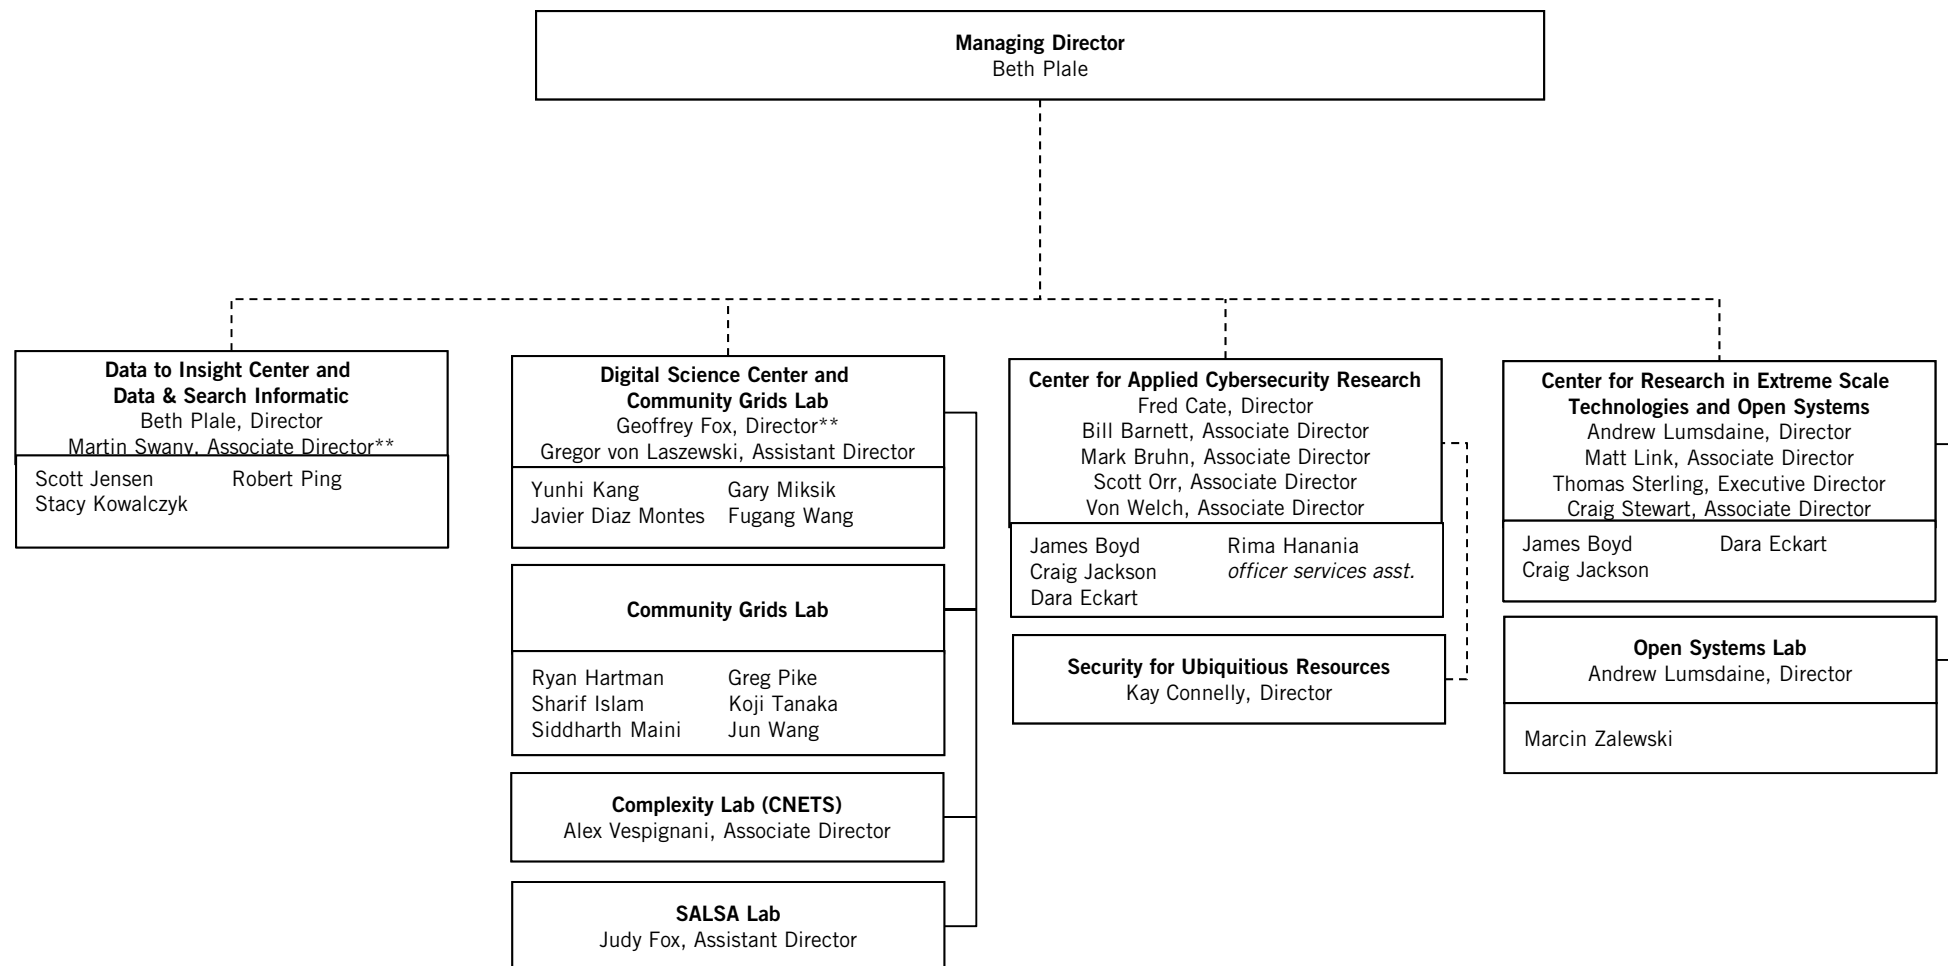 Managing Director
Beth Plale
Data to Insight Center and
Data & Search Informatic
Beth Plale, Director
Martin Swany, Associate Director**
Scott Jensen
Stacy Kowalczyk
Robert Ping
Digital Science Center and
Community Grids Lab
Geoffrey Fox, Director**
Gregor von Laszewski, Assistant Director
Yunhi Kang
Javier Diaz Montes
Gary Miksik
Fugang Wang
Community Grids Lab
Ryan Hartman
Sharif Islam
Siddharth Maini
Greg Pike
Koji Tanaka
Jun Wang
Complexity Lab (CNETS)
Alex Vespignani, Associate Director
SALSA Lab
Judy Fox, Assistant Director
Center for Applied Cybersecurity Research
Fred Cate, Director
Bill Barnett, Associate Director
Mark Bruhn, Associate Director
Scott Orr, Associate Director
Von Welch, Associate Director
James Boyd
Craig Jackson
Dara Eckart
Rima Hanania
officer services asst.
Security for Ubiquitious Resources
Kay Connelly, Director
Center for Research in Extreme Scale
Technologies and Open Systems
Andrew Lumsdaine, Director
Matt Link, Associate Director
Thomas Sterling, Executive Director
Craig Stewart, Associate Director
James Boyd
Craig Jackson
Dara Eckart
Open Systems Lab
Andrew Lumsdaine, Director
Marcin Zalewski